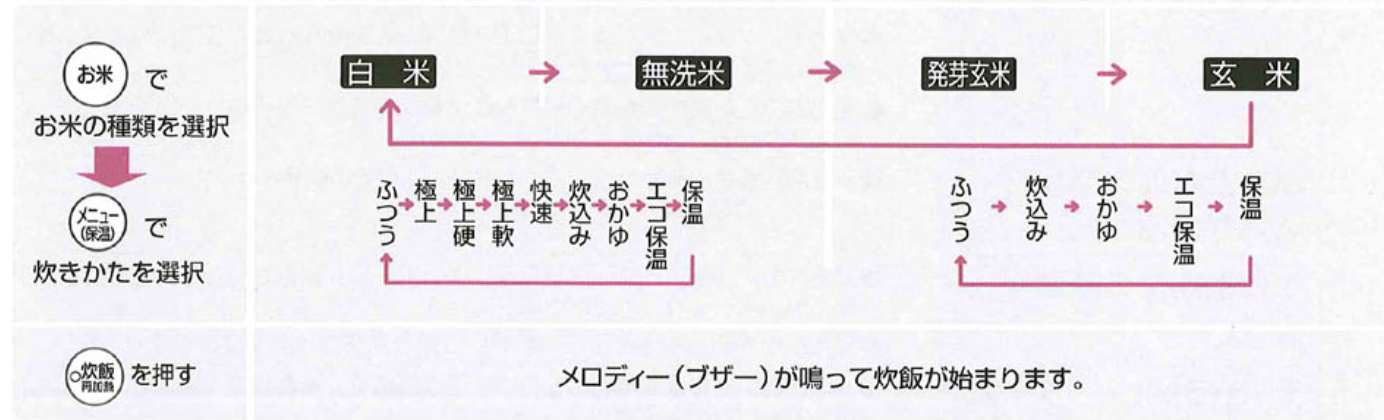 お米 で
お米の種類を選択
白 米 → 無洗米 → 発芽玄米 → 玄 米
メニュー
(保温) で
炊きかたを選択
ふつう→極上→極上硬→極上軟→快速→炊込み→おかゆ→エコ保温→保温
ふつう→炊込み→おかゆ→エコ保温→保温
炊飯
再加熱 を押す
メロディー(ブザー)が鳴って炊飯が始まります。